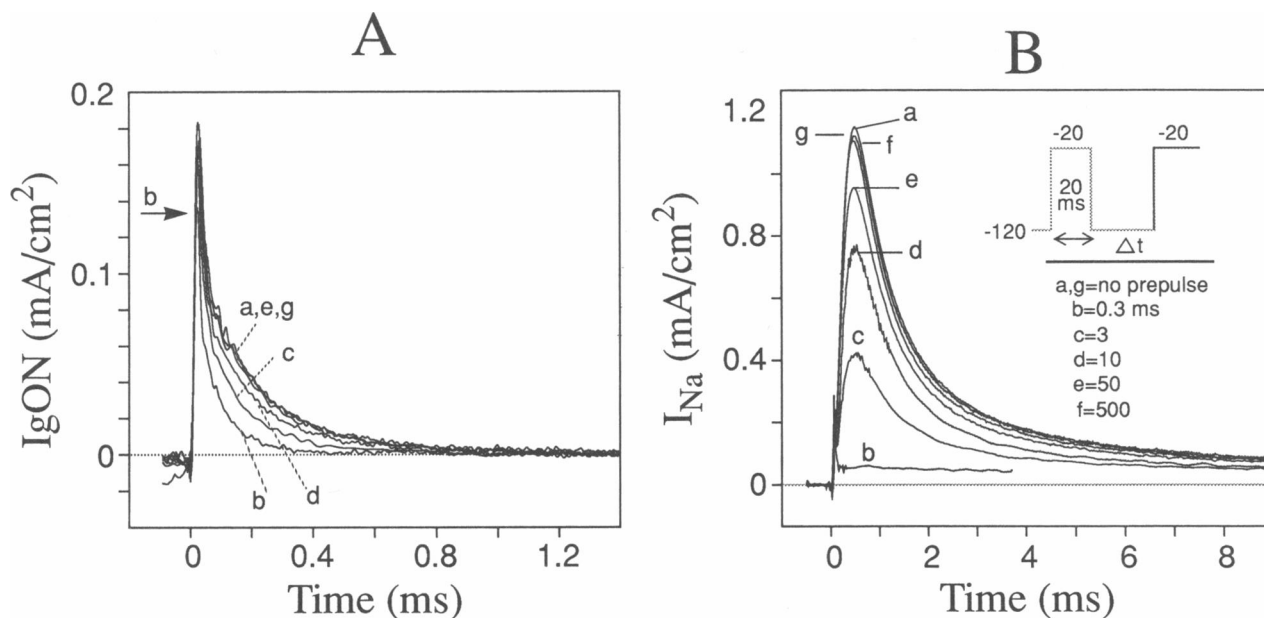 A
0.2
0.1
0
IgON (mA/cm²)
b
a,e,g
c
b
d
0
0.4
0.8
1.2
Time (ms)
B
1.2
0.8
0.4
0
I_Na (mA/cm²)
g
a
f
e
d
c
b
-20
-20
20
ms
-120
Δt
a,g=no prepulse
b=0.3 ms
c=3
d=10
e=50
f=500
0
2
4
6
8
Time (ms)